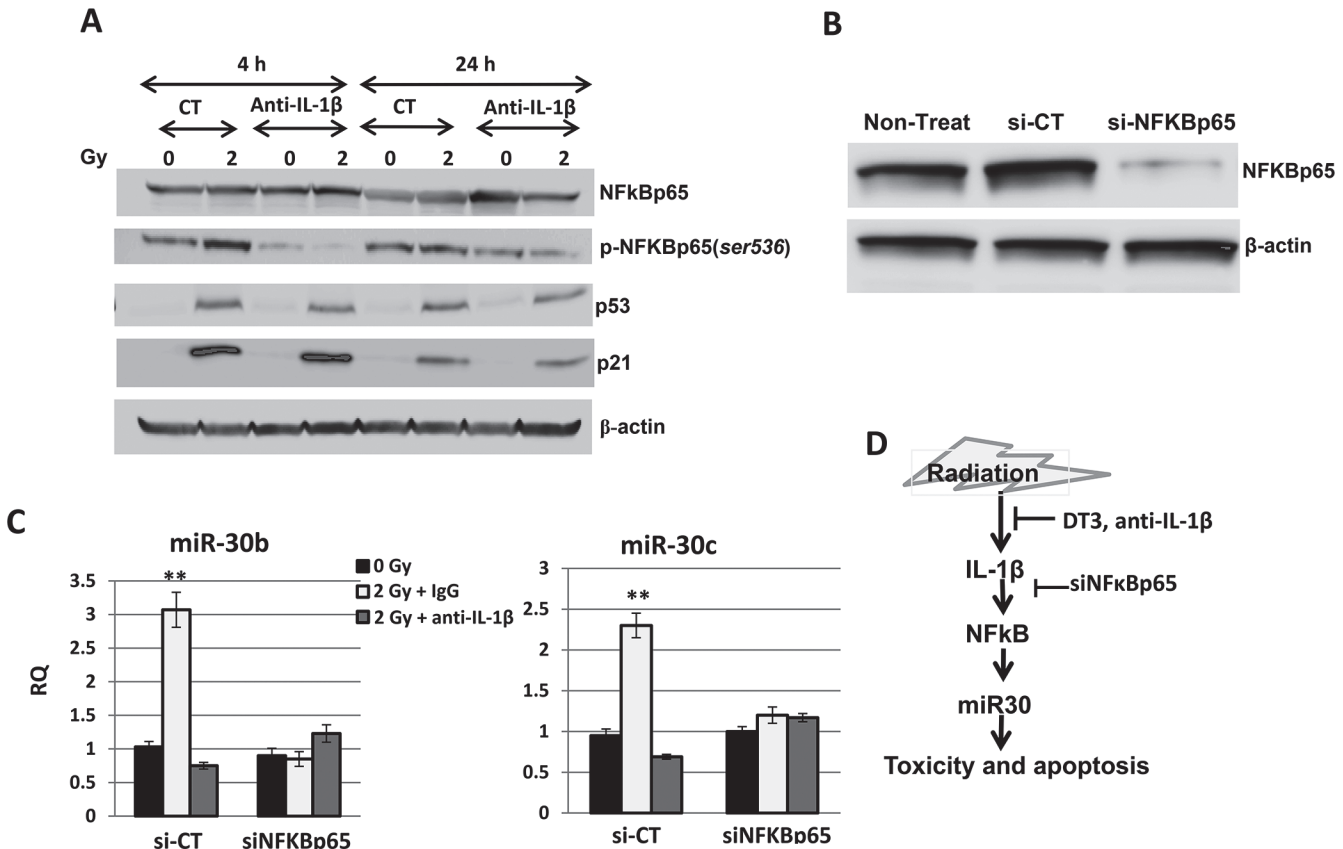 A
4 h 24 h
CT Anti-IL-1β CT Anti-IL-1β
Gy 0 2 0 2 0 2 0 2
NFkBp65
p-NFKBp65(ser536)
p53
p21
β-actin
B
Non-Treat si-CT si-NFKBp65
NFKBp65
β-actin
C
miR-30b
0 Gy
2 Gy + IgG
2 Gy + anti-IL-1β
RQ
3.5
3
2.5
2
1.5
1
0.5
0
**
si-CT siNFKBp65
miR-30c
3
2.5
2
1.5
1
0.5
0
**
si-CT siNFKBp65
D
Radiation
DT3, anti-IL-1β
IL-1β
siNFκBp65
NFkB
miR30
Toxicity and apoptosis